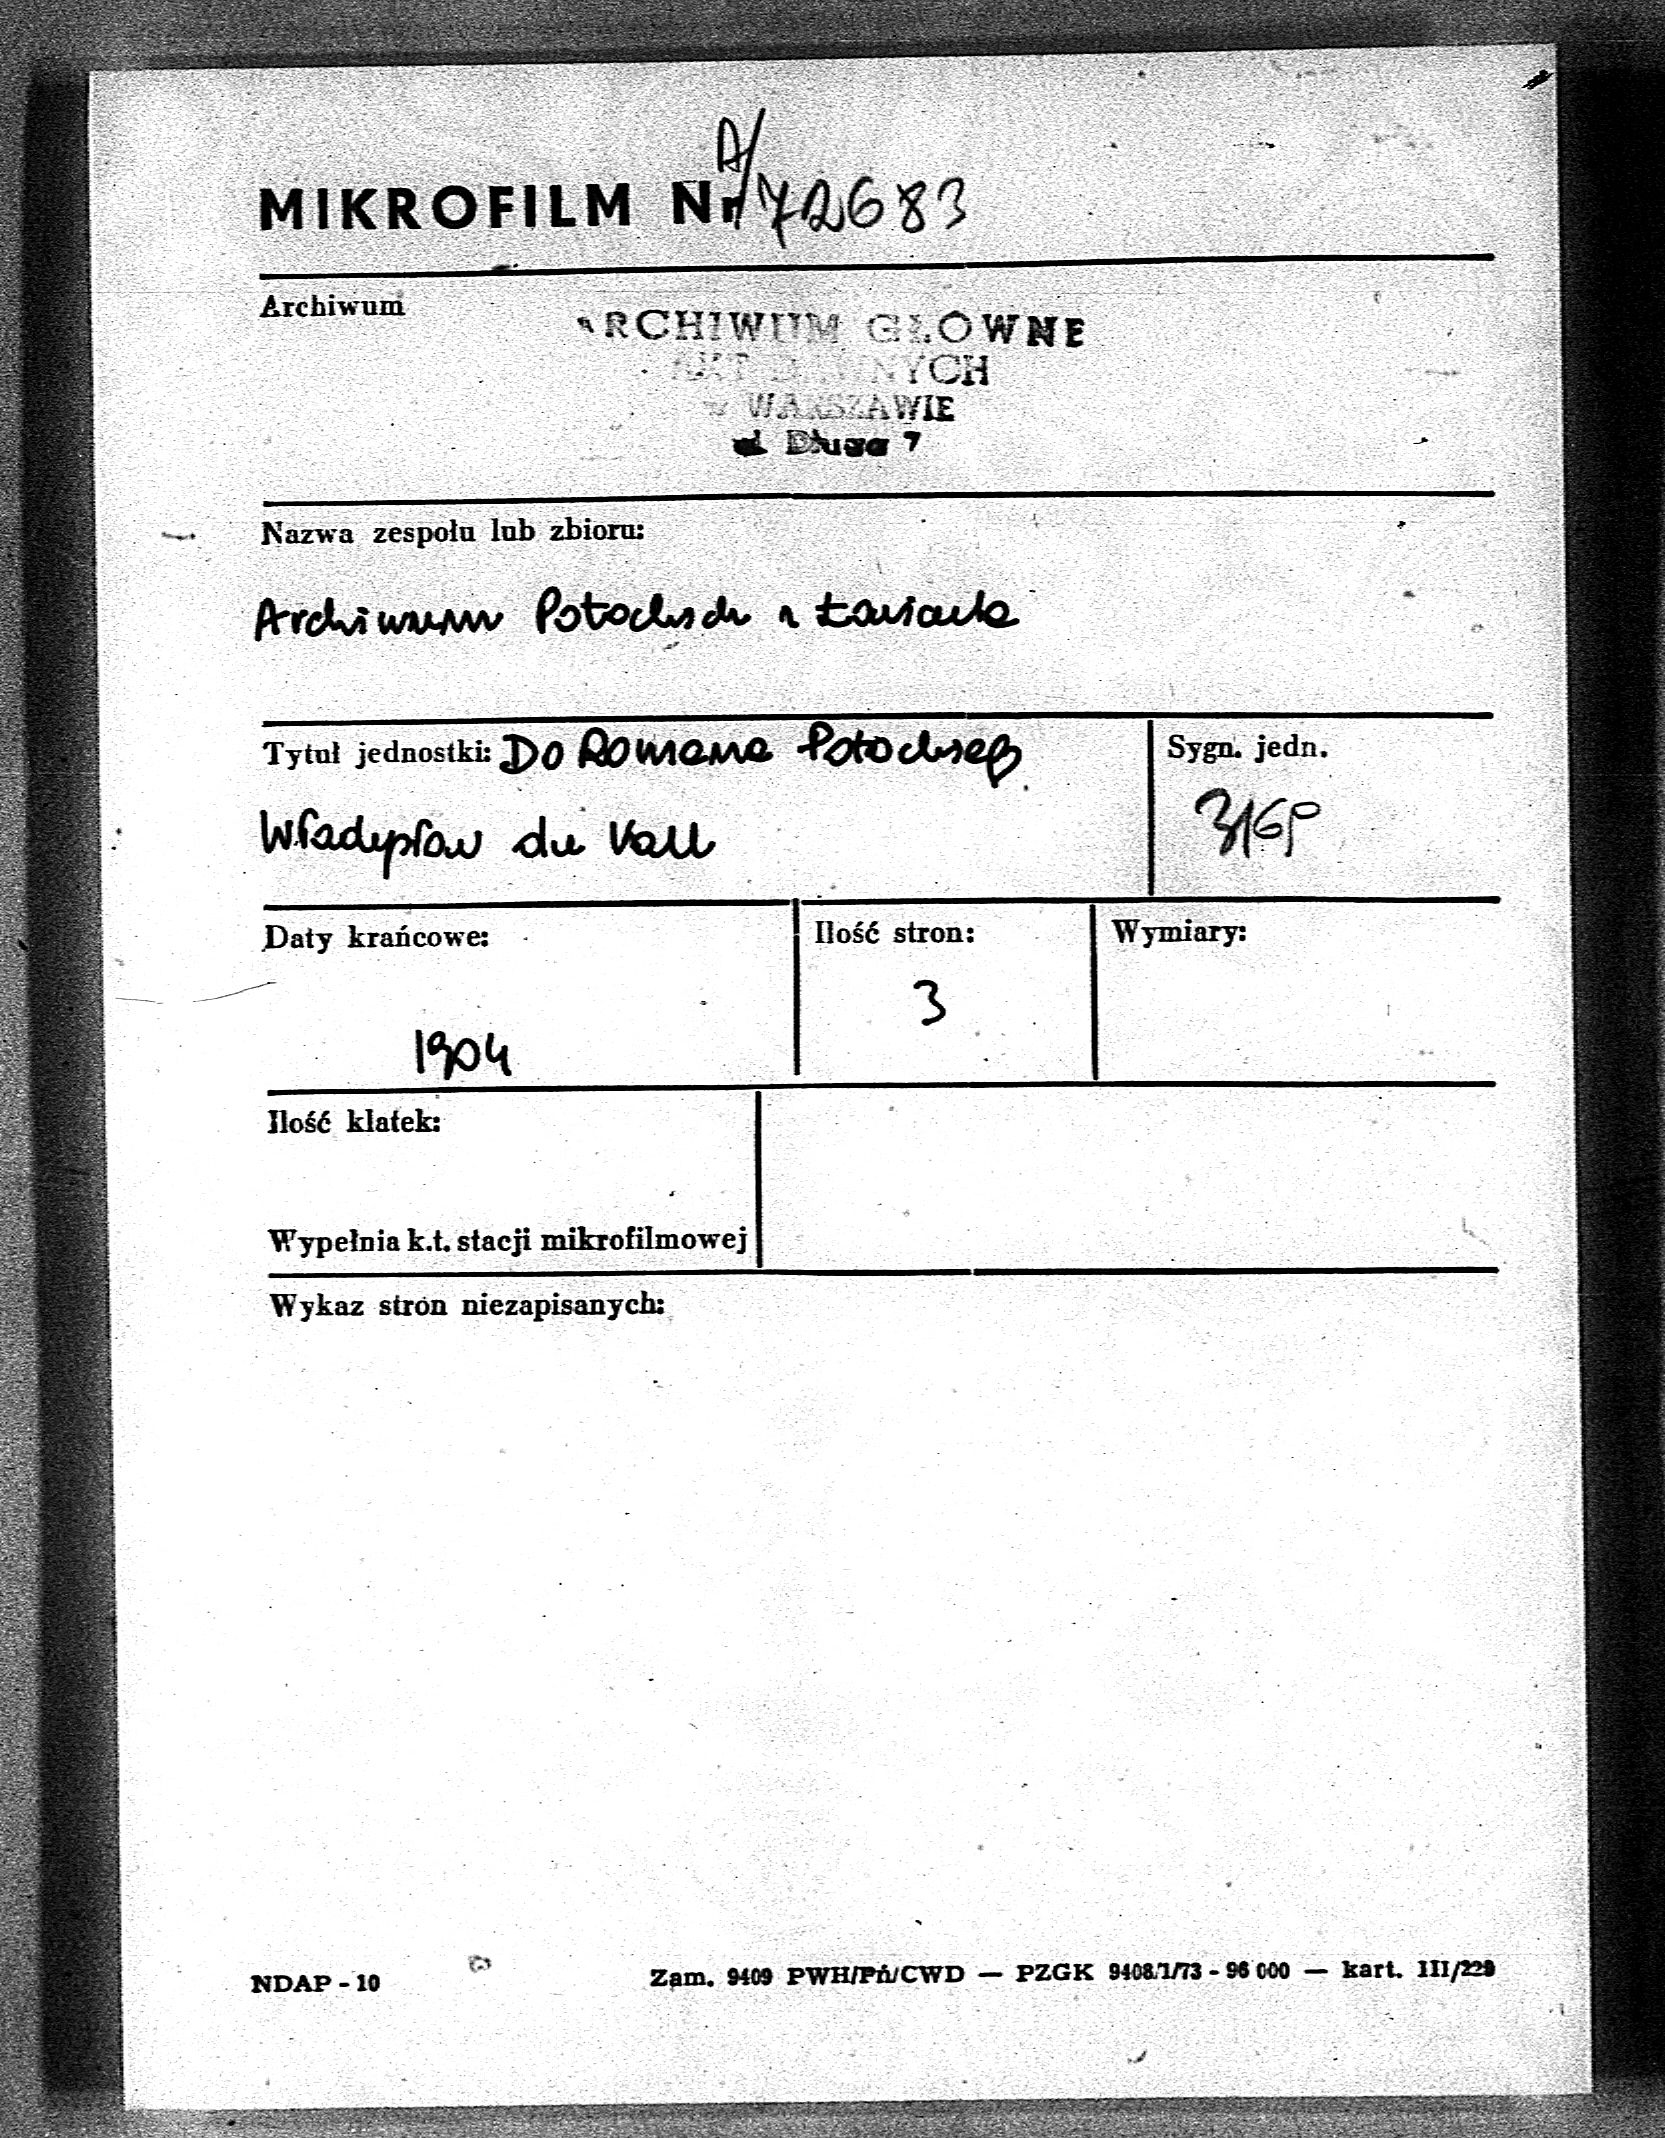 MIKROFILM Nr A/72683
Archiwum
ARCHIWUM GŁOWNE
AKT DAWNYCH
w WARSZAWIE
ul. Długa 7
Nazwa zespołu lub zbioru:
Archiwum Potockich z Łańcuta
Tytuł jednostki: Do Romana Potockiego
Sygn. jedn.
Władysław du Vall
Daty krańcowe:
Ilość stron:
Wymiary:
3
1904
Ilość klatek:
Wypełnia k.t. stacji mikrofilmowej
Wykaz stron niezapisanych:
NDAP - 10
Zam. 9409 PWH/Pń/CWD — PZGK 9408/1/73 - 96 000 — kart. III/229